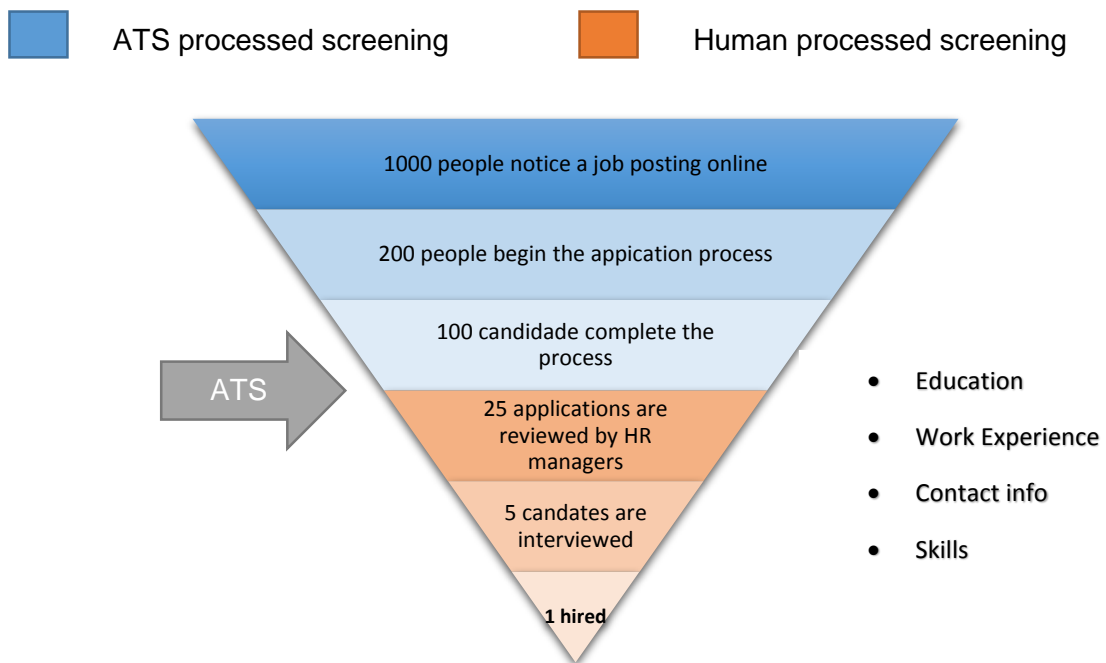 ATS processed screening
Human processed screening
1000 people notice a job posting online
200 people begin the appication process
100 candidade complete the
process
ATS
25 applications are
reviewed by HR
managers
5 candates are
interviewed
1 hired
• Education
• Work Experience
• Contact info
• Skills